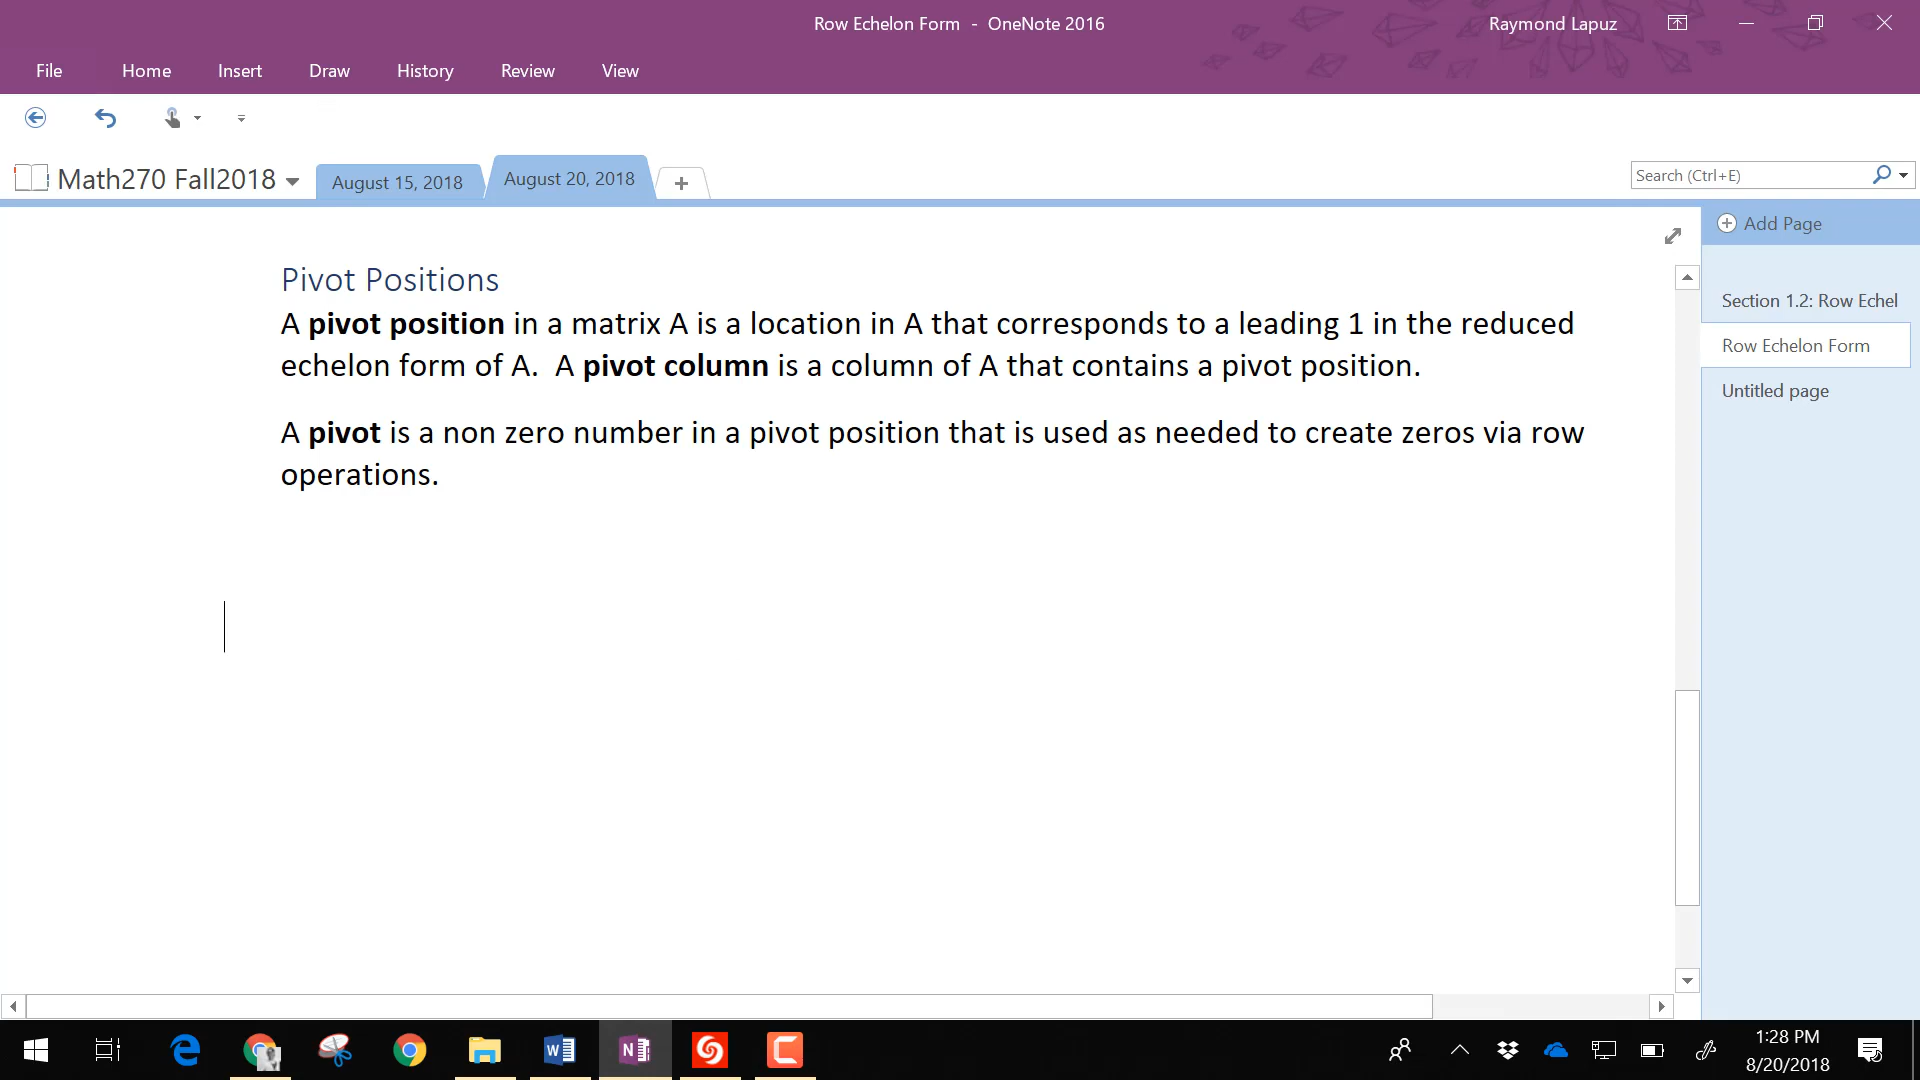 Row Echelon Form - OneNote 2016
Raymond Lapuz
File Home Insert Draw History Review View
Math270 Fall2018
August 15, 2018
August 20, 2018
Search (Ctrl+E)
Add Page
Section 1.2: Row Echel
Row Echelon Form
Untitled page
Pivot Positions
A pivot position in a matrix A is a location in A that corresponds to a leading 1 in the reduced
echelon form of A.  A pivot column is a column of A that contains a pivot position.
A pivot is a non zero number in a pivot position that is used as needed to create zeros via row
operations.
1:28 PM
8/20/2018